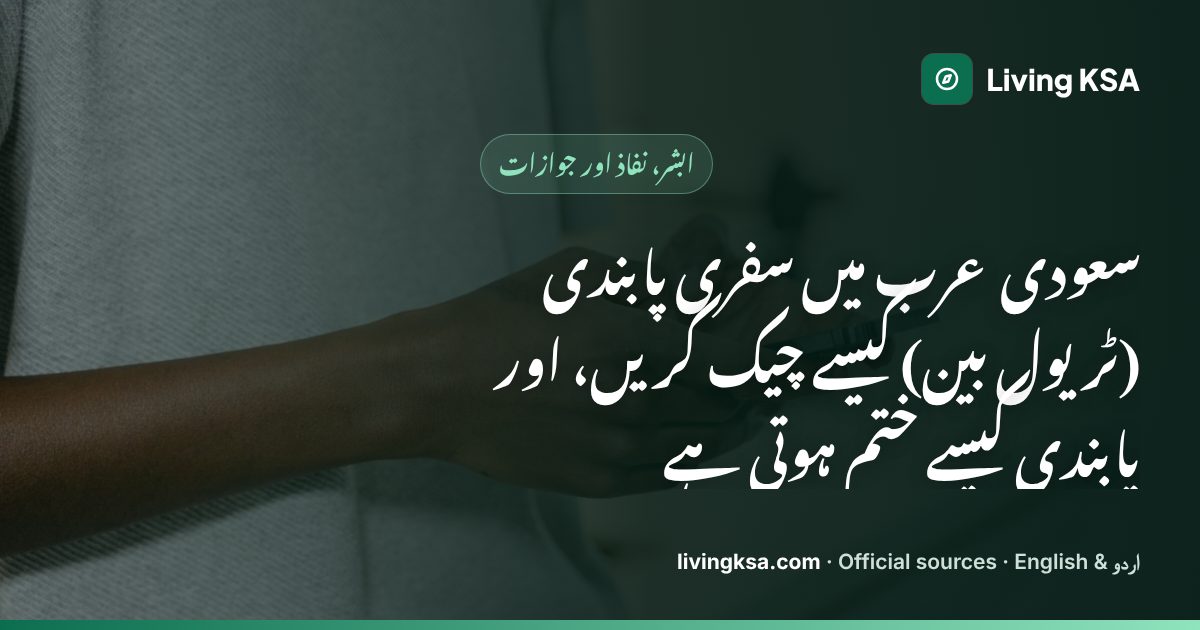 Living KSA
ابشر، نفاذ اور جوازات
سعودی عرب میں سفری پابندی
(ٹریول بین) کیسے چیک کریں، اور
پابندی کیسے ختم ہوتی ہے
livingksa.com · Official sources · English & اردو